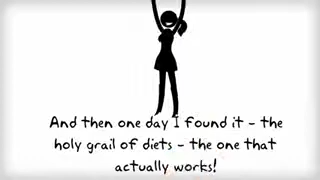 And then one day I found it - the
holy grail of diets - the one that
actually works!